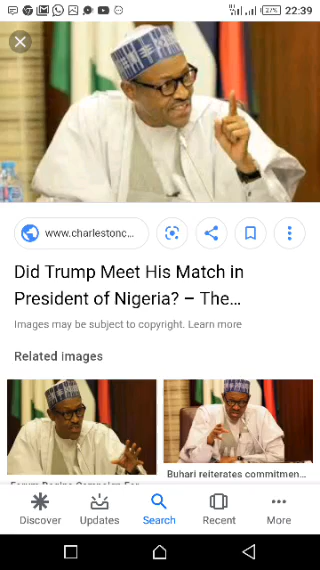 27%
22:39
www.charlestonc...
Did Trump Meet His Match in
President of Nigeria? – The...
Images may be subject to copyright. Learn more
Related images
Buhari reiterates commitmen...
Discover
Updates
Search
Recent
More